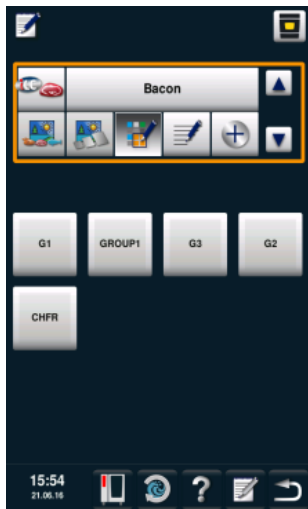 Bacon
G1
GROUP1
G3
G2
CHFR
15:54
21.06.16
?